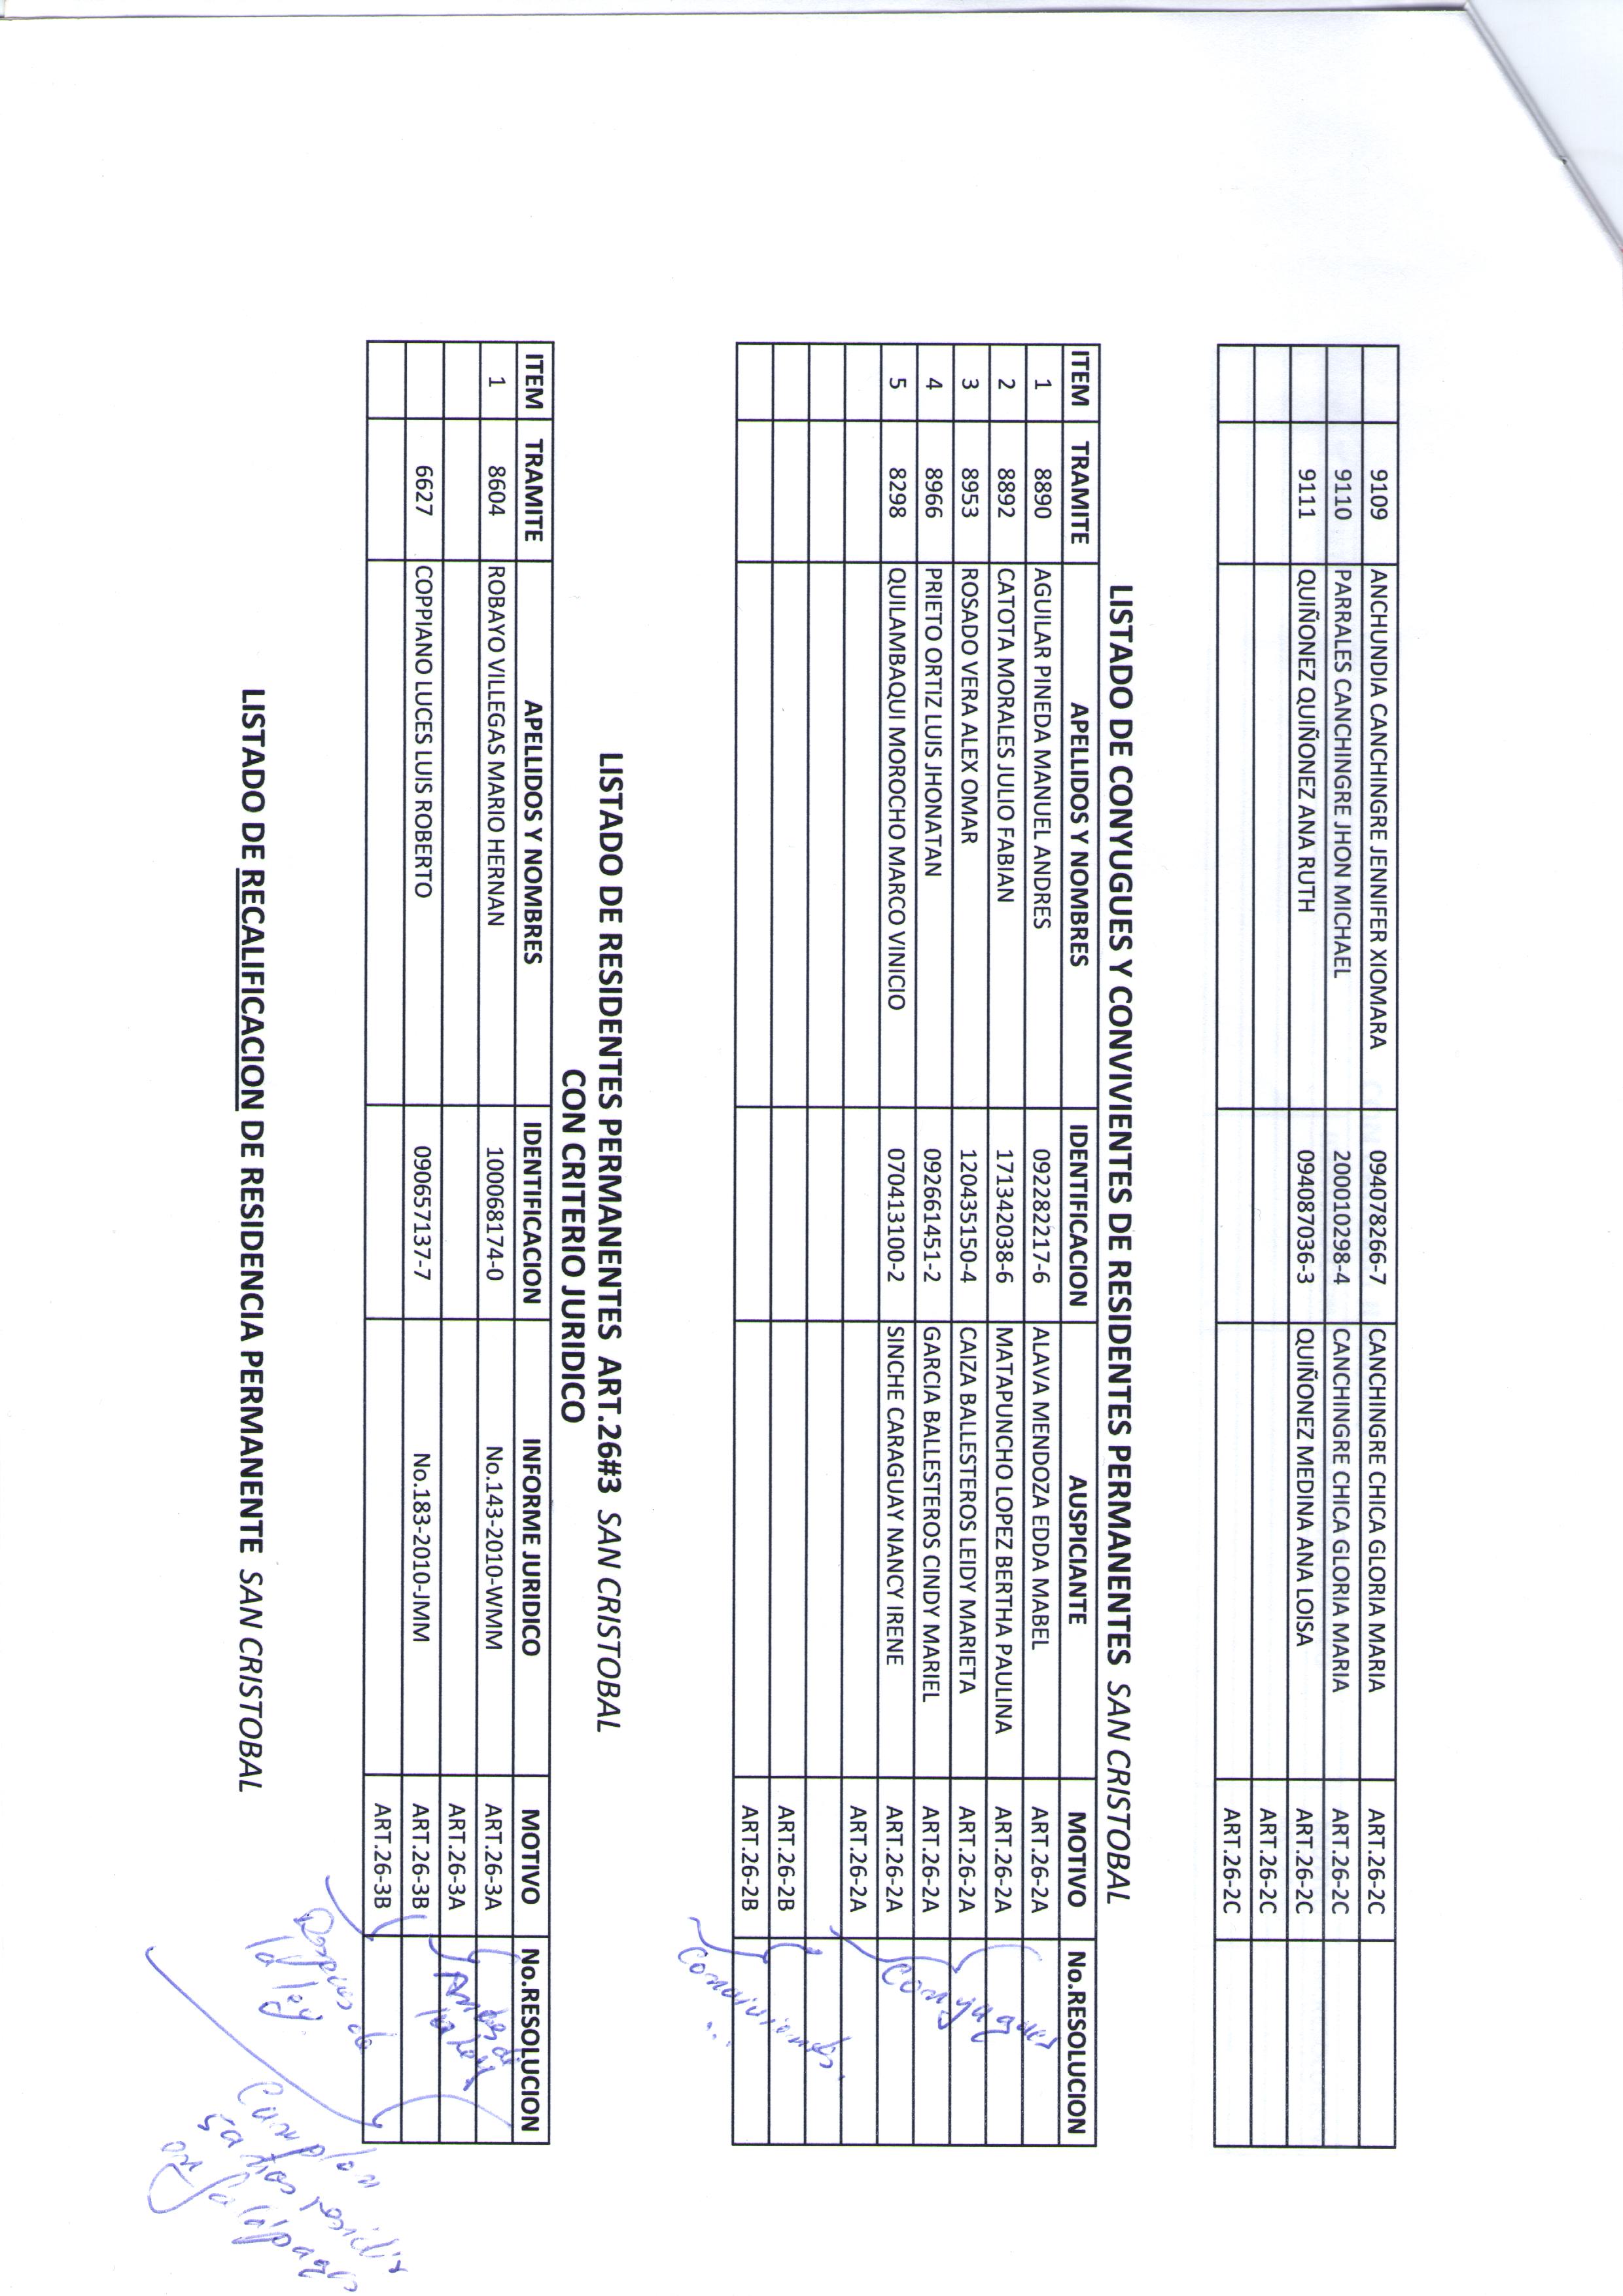 9109 ANCHUNDIA CANCHINGRE JENNIFER XIOMARA 094078266-7 CANCHINGRE CHICA GLORIA MARIA ART.26-2C
9110 PARRALES CANCHINGRE JHON MICHAEL 200010298-4 CANCHINGRE CHICA GLORIA MARIA ART.26-2C
9111 QUIÑONEZ QUIÑONEZ ANA RUTH 094087036-3 QUIÑONEZ MEDINA ANA LOISA ART.26-2C
ART.26-2C
ART.26-2C
LISTADO DE CONYUGUES Y CONVIVIENTES DE RESIDENTES PERMANENTES SAN CRISTOBAL
ITEM TRAMITE APELLIDOS Y NOMBRES IDENTIFICACION AUSPICIANTE MOTIVO No.RESOLUCION
1 8890 AGUILAR PINEDA MANUEL ANDRES 092282217-6 ALAVA MENDOZA EDDA MABEL ART.26-2A
2 8892 CATOTA MORALES JULIO FABIAN 171342038-6 MATAPUNCHO LOPEZ BERTHA PAULINA ART.26-2A
3 8953 ROSADO VERA ALEX OMAR 120435150-4 CAIZA BALLESTEROS LEIDY MARIETA ART.26-2A
4 8966 PRIETO ORTIZ LUIS JHONATAN 092661451-2 GARCIA BALLESTEROS CINDY MARIEL ART.26-2A
5 8298 QUILAMBAQUI MOROCHO MARCO VINICIO 070413100-2 SINCHE CARAGUAY NANCY IRENE ART.26-2A
ART.26-2A
ART.26-2B
ART.26-2B
Conyugues
Convivientes.
LISTADO DE RESIDENTES PERMANENTES ART.26#3 SAN CRISTOBAL
CON CRITERIO JURIDICO
ITEM TRAMITE APELLIDOS Y NOMBRES IDENTIFICACION INFORME JURIDICO MOTIVO No.RESOLUCION
1 8604 ROBAYO VILLEGAS MARIO HERNAN 100068174-0 No.143-2010-WMM ART.26-3A
ART.26-3A
6627 COPPIANO LUCES LUIS ROBERTO 090657137-7 No.183-2010-JMM ART.26-3B
ART.26-3B
Antes de
la Ley
Despues de
la ley
Cumplan
5 años residir
en Galápagos
LISTADO DE RECALIFICACION DE RESIDENCIA PERMANENTE SAN CRISTOBAL